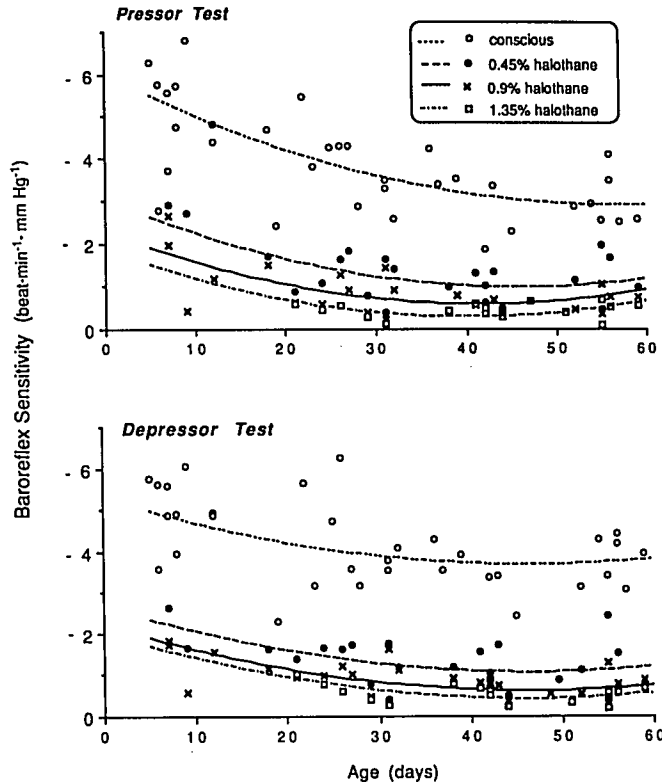 Pressor Test
conscious
0.45% halothane
0.9% halothane
1.35% halothane
- 6
- 4
- 2
0
0 10 20 30 40 50 60
Baroreflex Sensitivity (beat·min⁻¹· mm Hg⁻¹)
Depressor Test
- 6
- 4
- 2
0
0 10 20 30 40 50 60
Age (days)